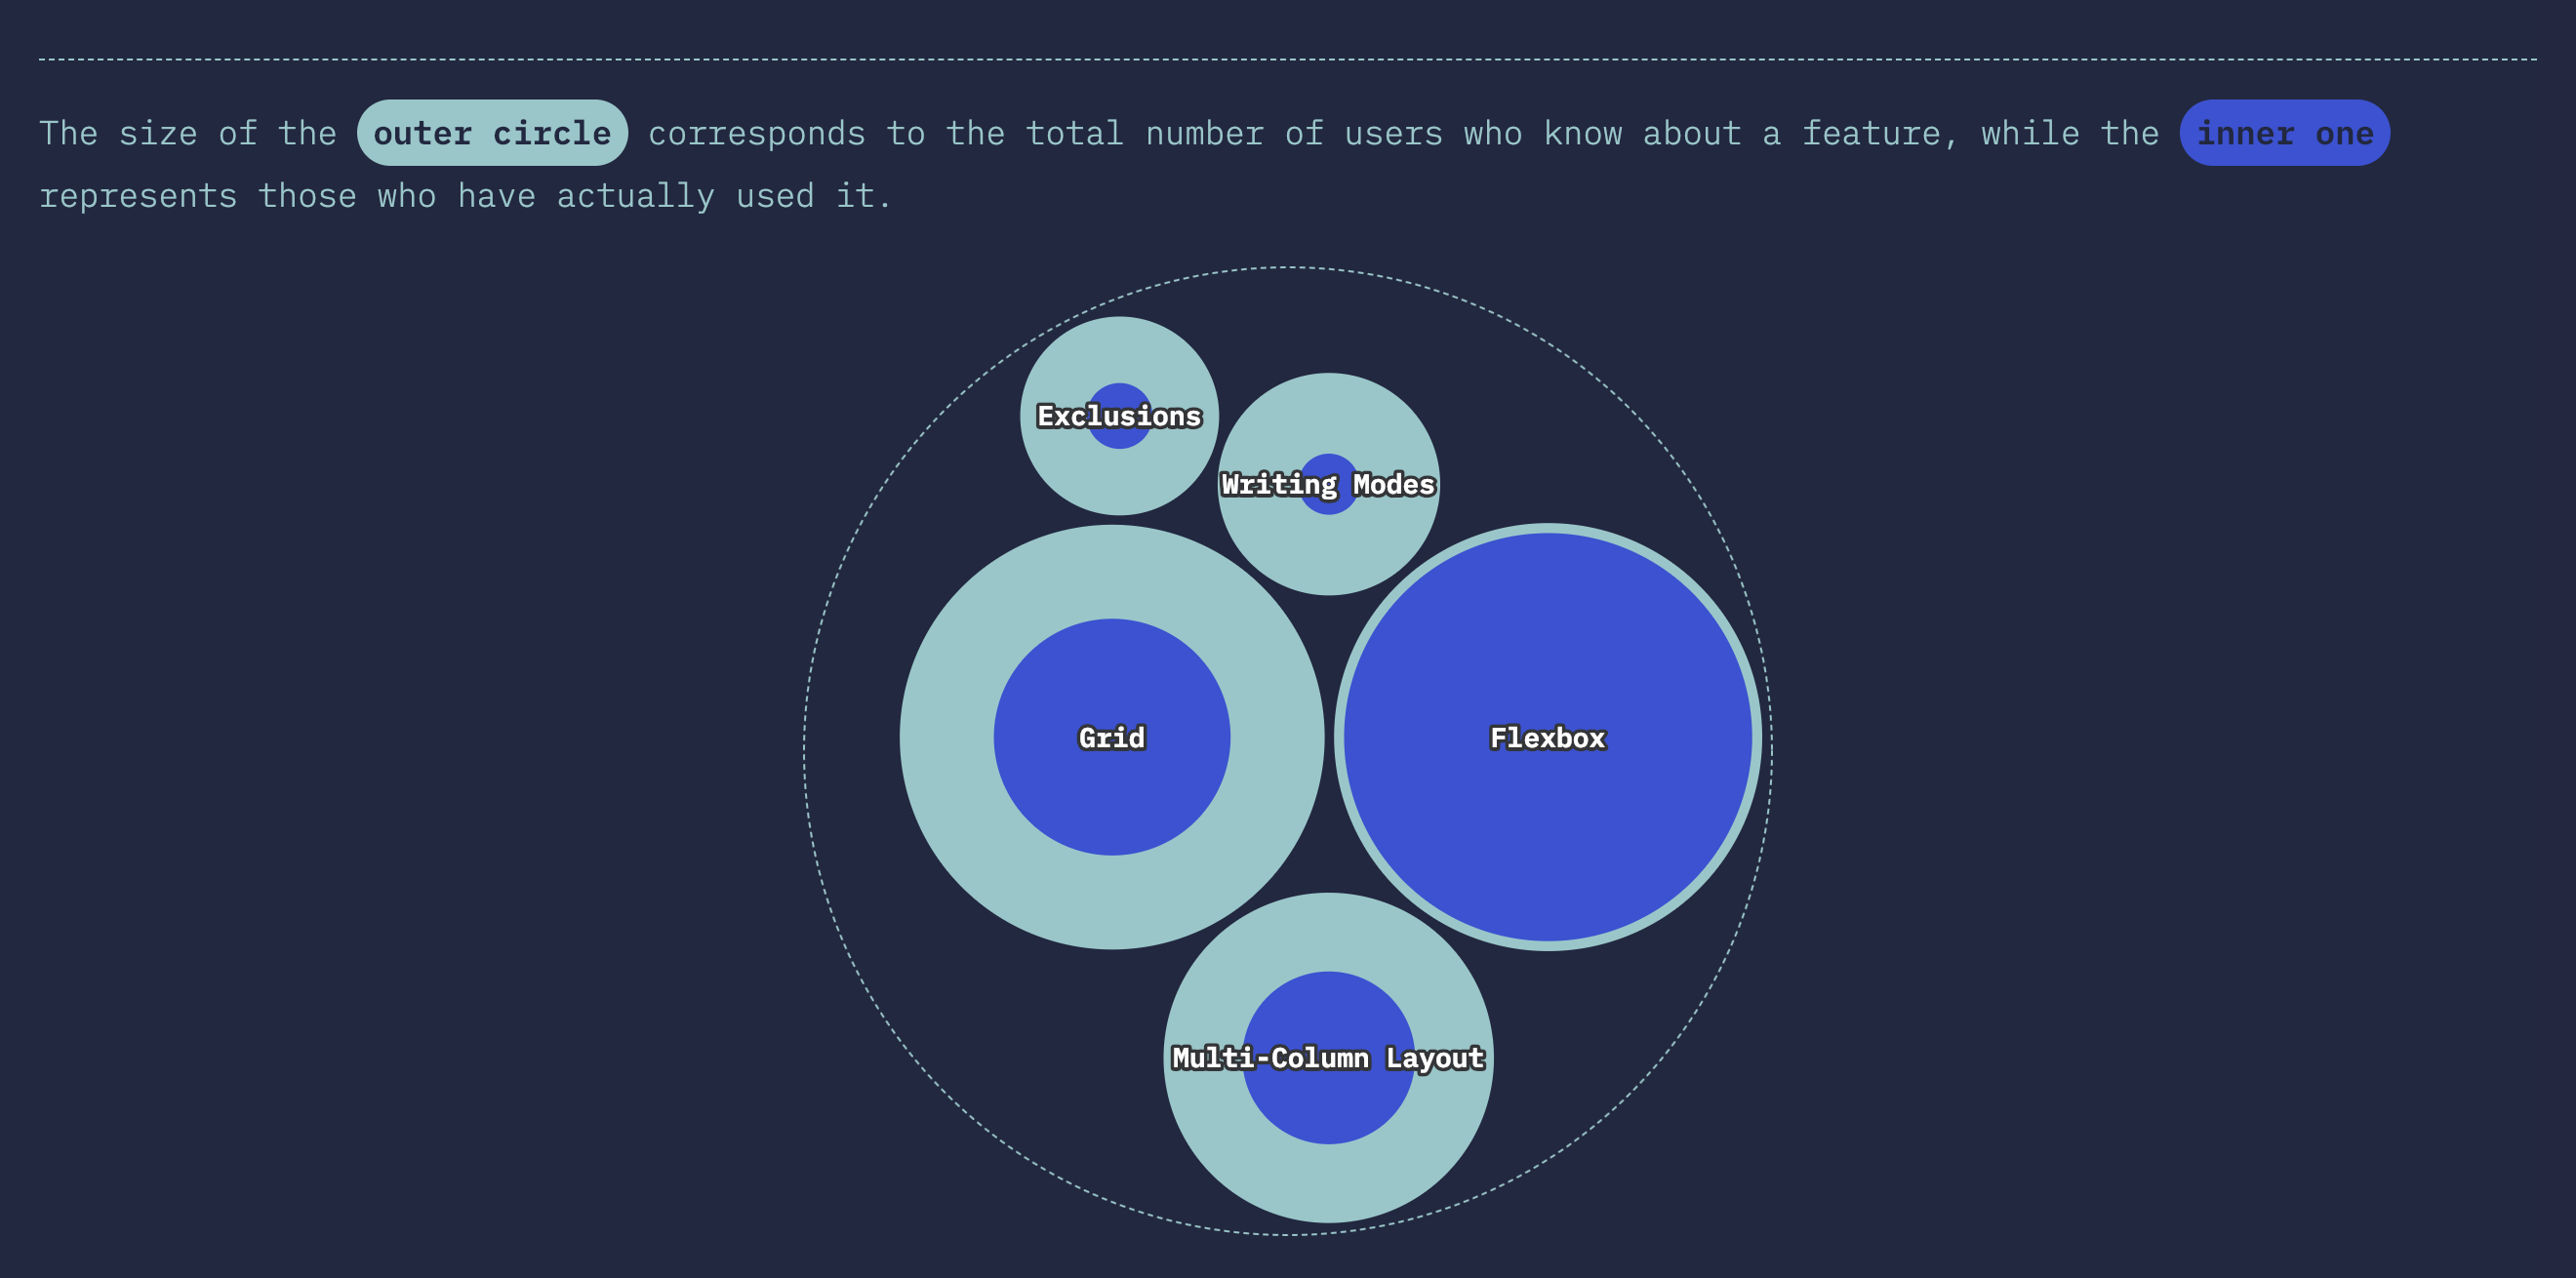 The size of the outer circle corresponds to the total number of users who know about a feature, while the inner one
represents those who have actually used it.
Exclusions
Writing Modes
Grid
Flexbox
Multi-Column Layout